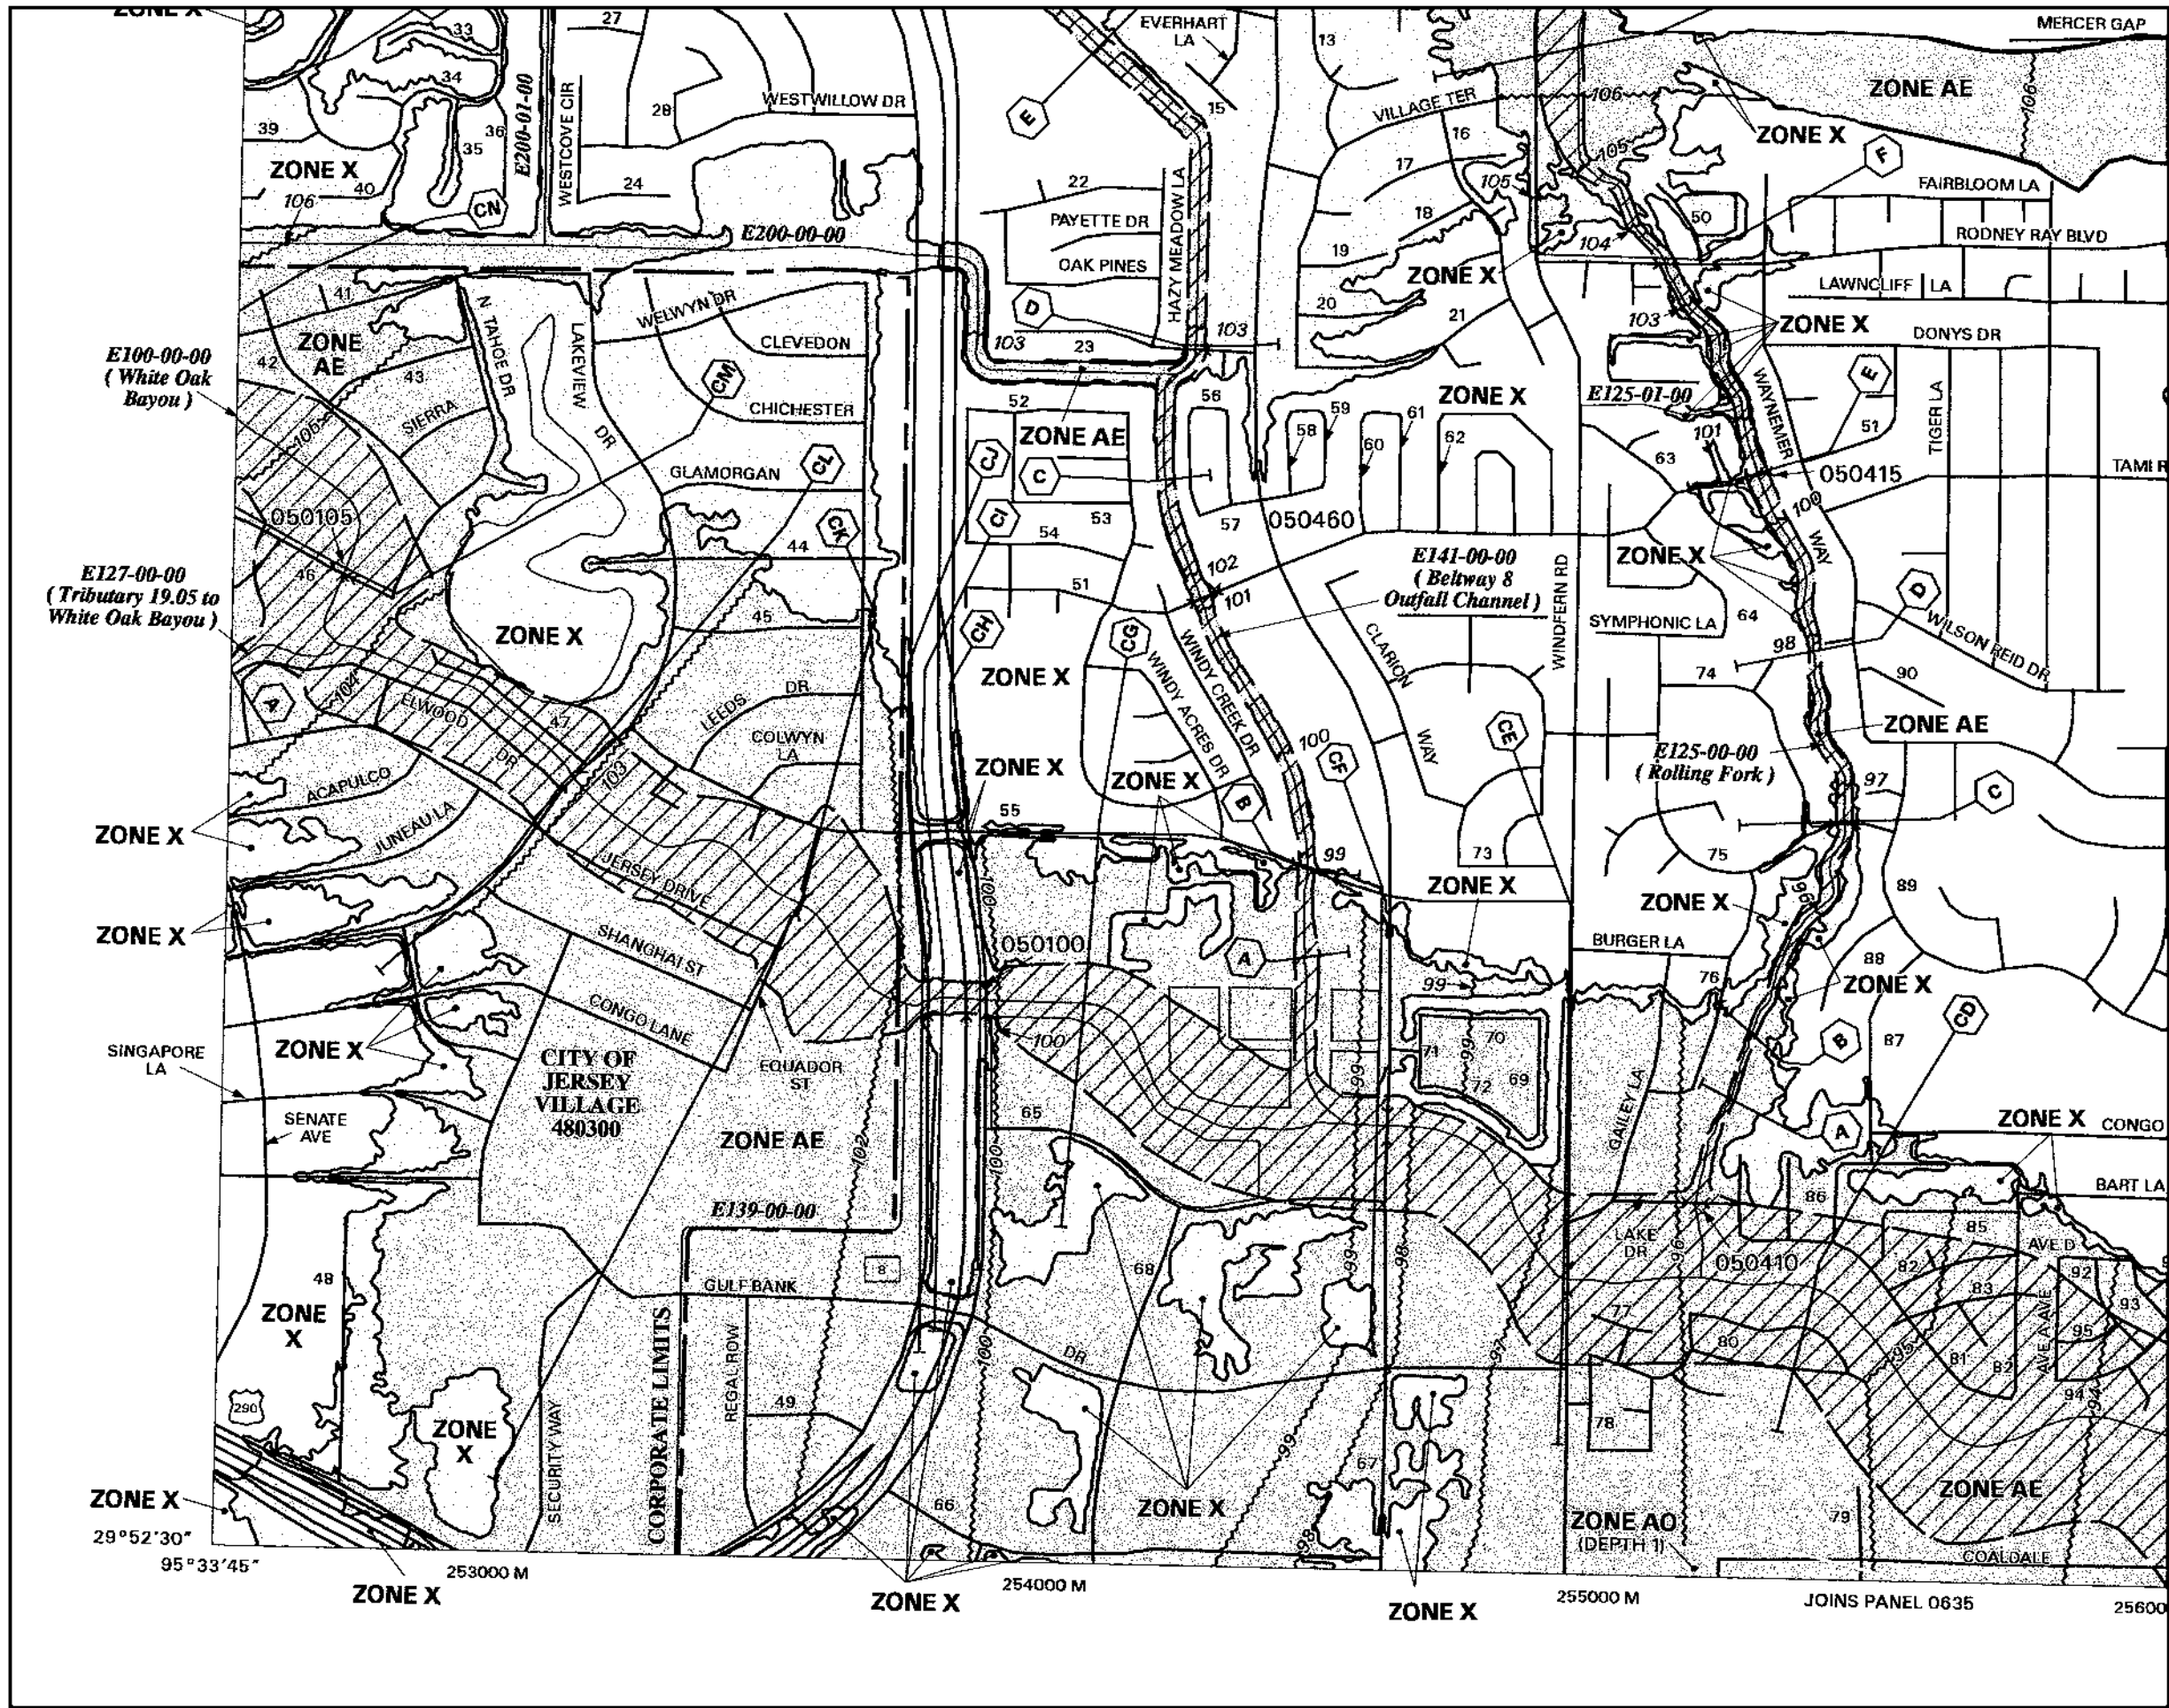 ZONE X
27
33
34
EVERHART
LA
13
MERCER GAP
28
WESTWILLOW DR
15
E
VILLAGE TER
106
ZONE AE
106
39
36
35
E200-01-00
WESTCOVE CIR
16
ZONE X
ZONE X
40
24
22
17
105
105
F
FAIRBLOOM LA
106
CN
PAYETTE DR
HAZY MEADOW LA
18
50
E200-00-00
OAK PINES
19
104
RODNEY RAY BLVD
41
N TAHOE DR
LAKEVIEW
DR
WELWYN DR
D
ZONE X
20
21
LAWNCLIFF LA
ZONE
AE
CLEVEDON
103
23
103
103
ZONE X
DONYS DR
E100-00-00
( White Oak
Bayou )
42
43
CM
SIERRA
CHICHESTER
52
56
59
58
61
60
62
ZONE X
E125-01-00
WAYNEMER
WAY
E
TIGER LA
51
105
ZONE AE
101
GLAMORGAN
CL
CJ
C
63
050415
TAMI R
050105
CK
CI
53
57
050460
100
44
54
46
102
E141-00-00
( Beltway 8
Outfall Channel )
WINDFERN RD
ZONE X
E127-00-00
( Tributary 19.05 to
White Oak Bayou )
51
101
D
45
CH
CG
SYMPHONIC LA
64
98
WILSON REID DR
ZONE X
ZONE X
WINDY CREEK DR
WINDY ACRES DR
CLARION
WAY
74
90
A
104
ELWOOD
DR
47
LEEDS
DR
COLWYN
LA
100
CF
CE
ZONE AE
E125-00-00
( Rolling Fork )
103
ZONE X
ZONE X
97
C
ACAPULCO
B
ZONE X
JUNEAU LA
55
JERSEY DRIVE
99
73
75
101
ZONE X
96
89
ZONE X
ZONE X
SHANGHAI ST
050100
A
BURGER LA
88
76
CONGO LANE
99
ZONE X
CD
ZONE X
SINGAPORE
LA
CITY OF
JERSEY
VILLAGE
480300
EQUADOR
ST
100
71
99
70
72
69
99
B
87
SENATE
AVE
65
GAILEY LA
A
ZONE X
CONGO
ZONE AE
102
100
86
BART LA
E139-00-00
LAKE
DR
96
85
AVE D
99
98
050410
48
8
68
82
92
GULF BANK
83
93
ZONE
X
77
AVE A AVE
REGAL ROW
100
DR
97
80
95
81
82
95
290
49
94
94
ZONE
X
SECURITY WAY
CORPORATE LIMITS
78
99
67
ZONE AE
ZONE X
66
ZONE X
98
ZONE AO
(DEPTH 1)
79
29°52'30"
COALDALE
95°33'45"
253000 M
ZONE X
ZONE X
254000 M
ZONE X
255000 M
JOINS PANEL 0635
25600